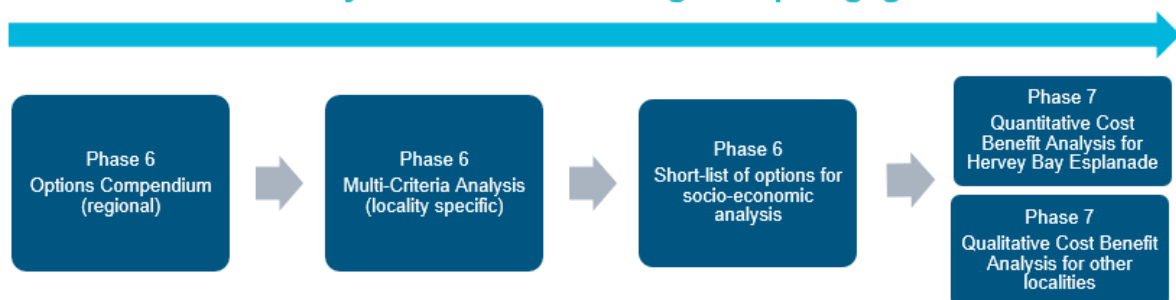 Phase 6
Options Compendium
(regional)
Phase 6
Multi-Criteria Analysis
(locality specific)
Phase 6
Short-list of options for
socio-economic
analysis
Phase 7
Quantitative Cost
Benefit Analysis for
Hervey Bay Esplanade
Phase 7
Qualitative Cost Benefit
Analysis for other
localities